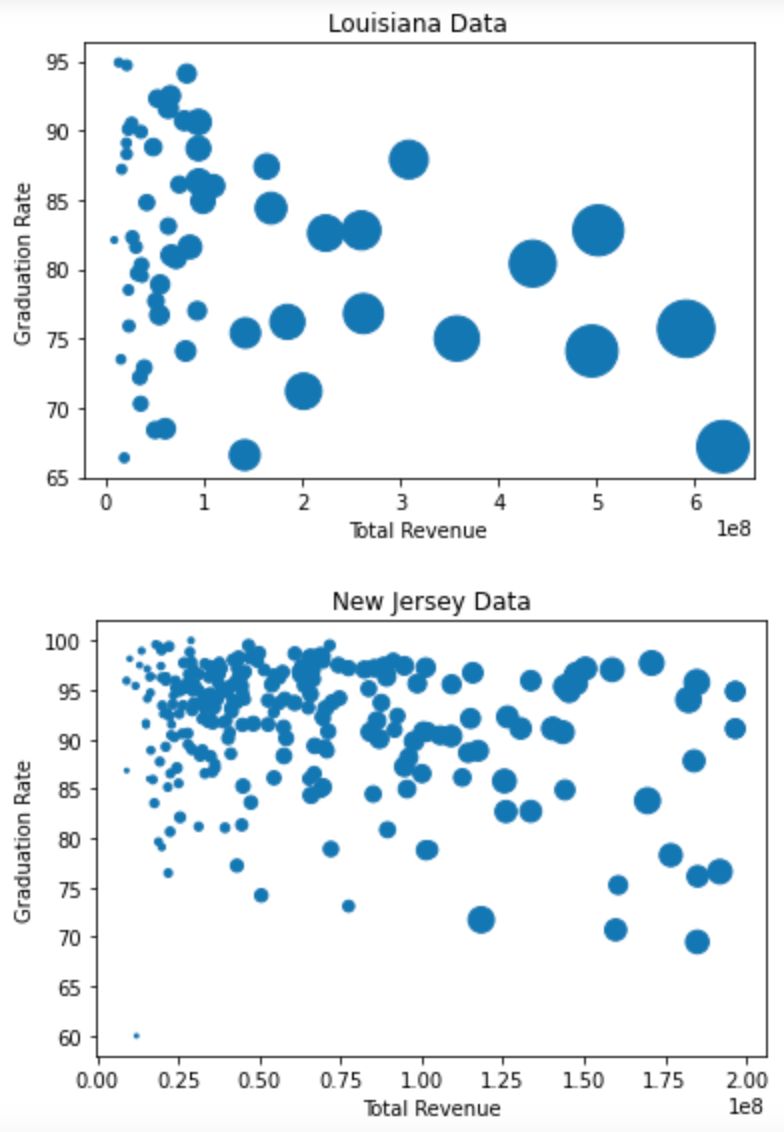 Louisiana Data
95
90
85
80
75
70
65
Graduation Rate
0 1 2 3 4 5 6
Total Revenue
1e8
New Jersey Data
100
95
90
85
80
75
70
65
60
Graduation Rate
0.00 0.25 0.50 0.75 1.00 1.25 1.50 1.75 2.00
Total Revenue
1e8